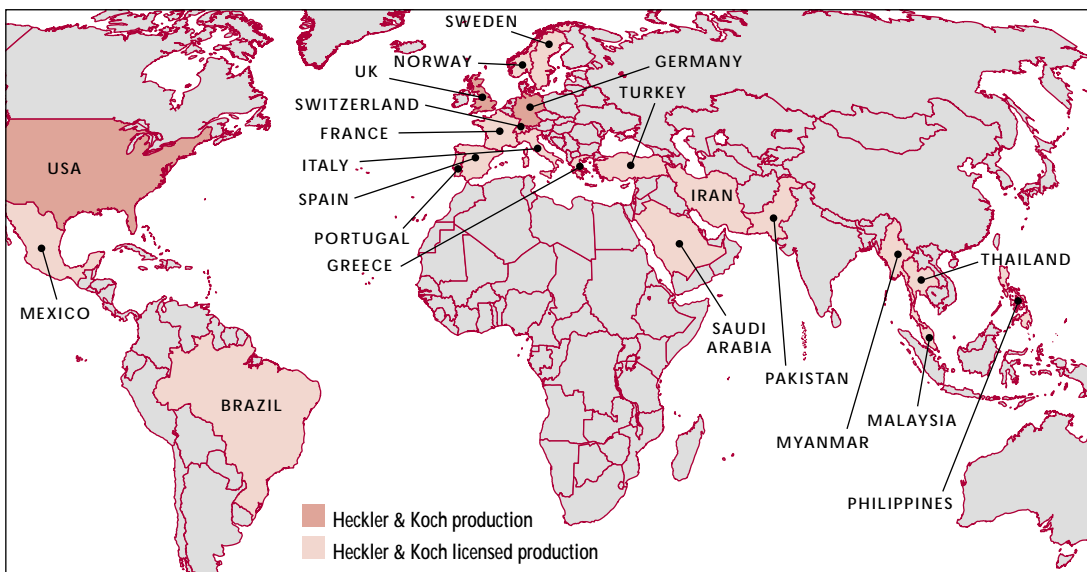 SWEDEN
NORWAY
GERMANY
UK
TURKEY
SWITZERLAND
FRANCE
USA
ITALY
IRAN
SPAIN
PORTUGAL
GREECE
THAILAND
MEXICO
SAUDI
ARABIA
PAKISTAN
BRAZIL
MALAYSIA
MYANMAR
PHILIPPINES
Heckler & Koch production
Heckler & Koch licensed production